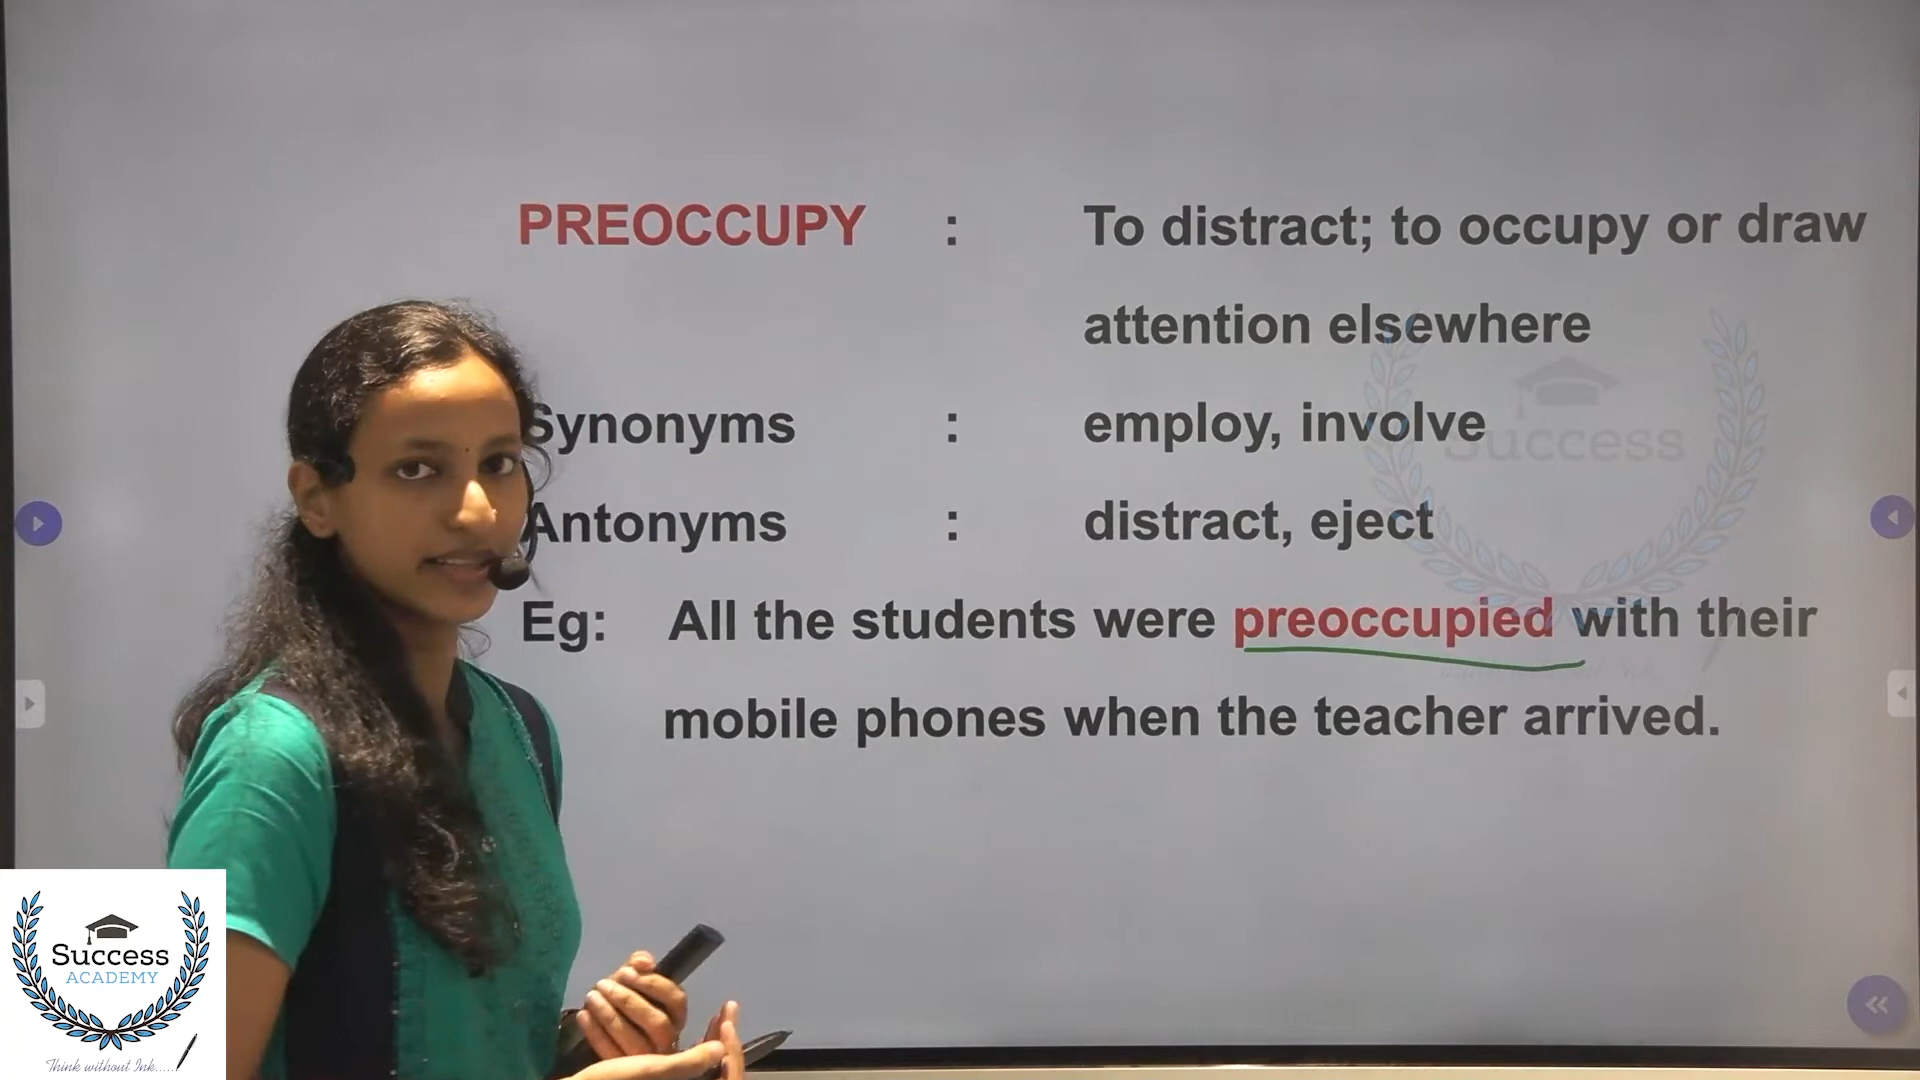 PREOCCUPY : To distract; to occupy or draw
attention elsewhere
Synonyms : employ, involve
Success
Antonyms : distract, eject
Eg: All the students were preoccupied with their
mobile phones when the teacher arrived.
Success
ACADEMY
Think without Ink.....